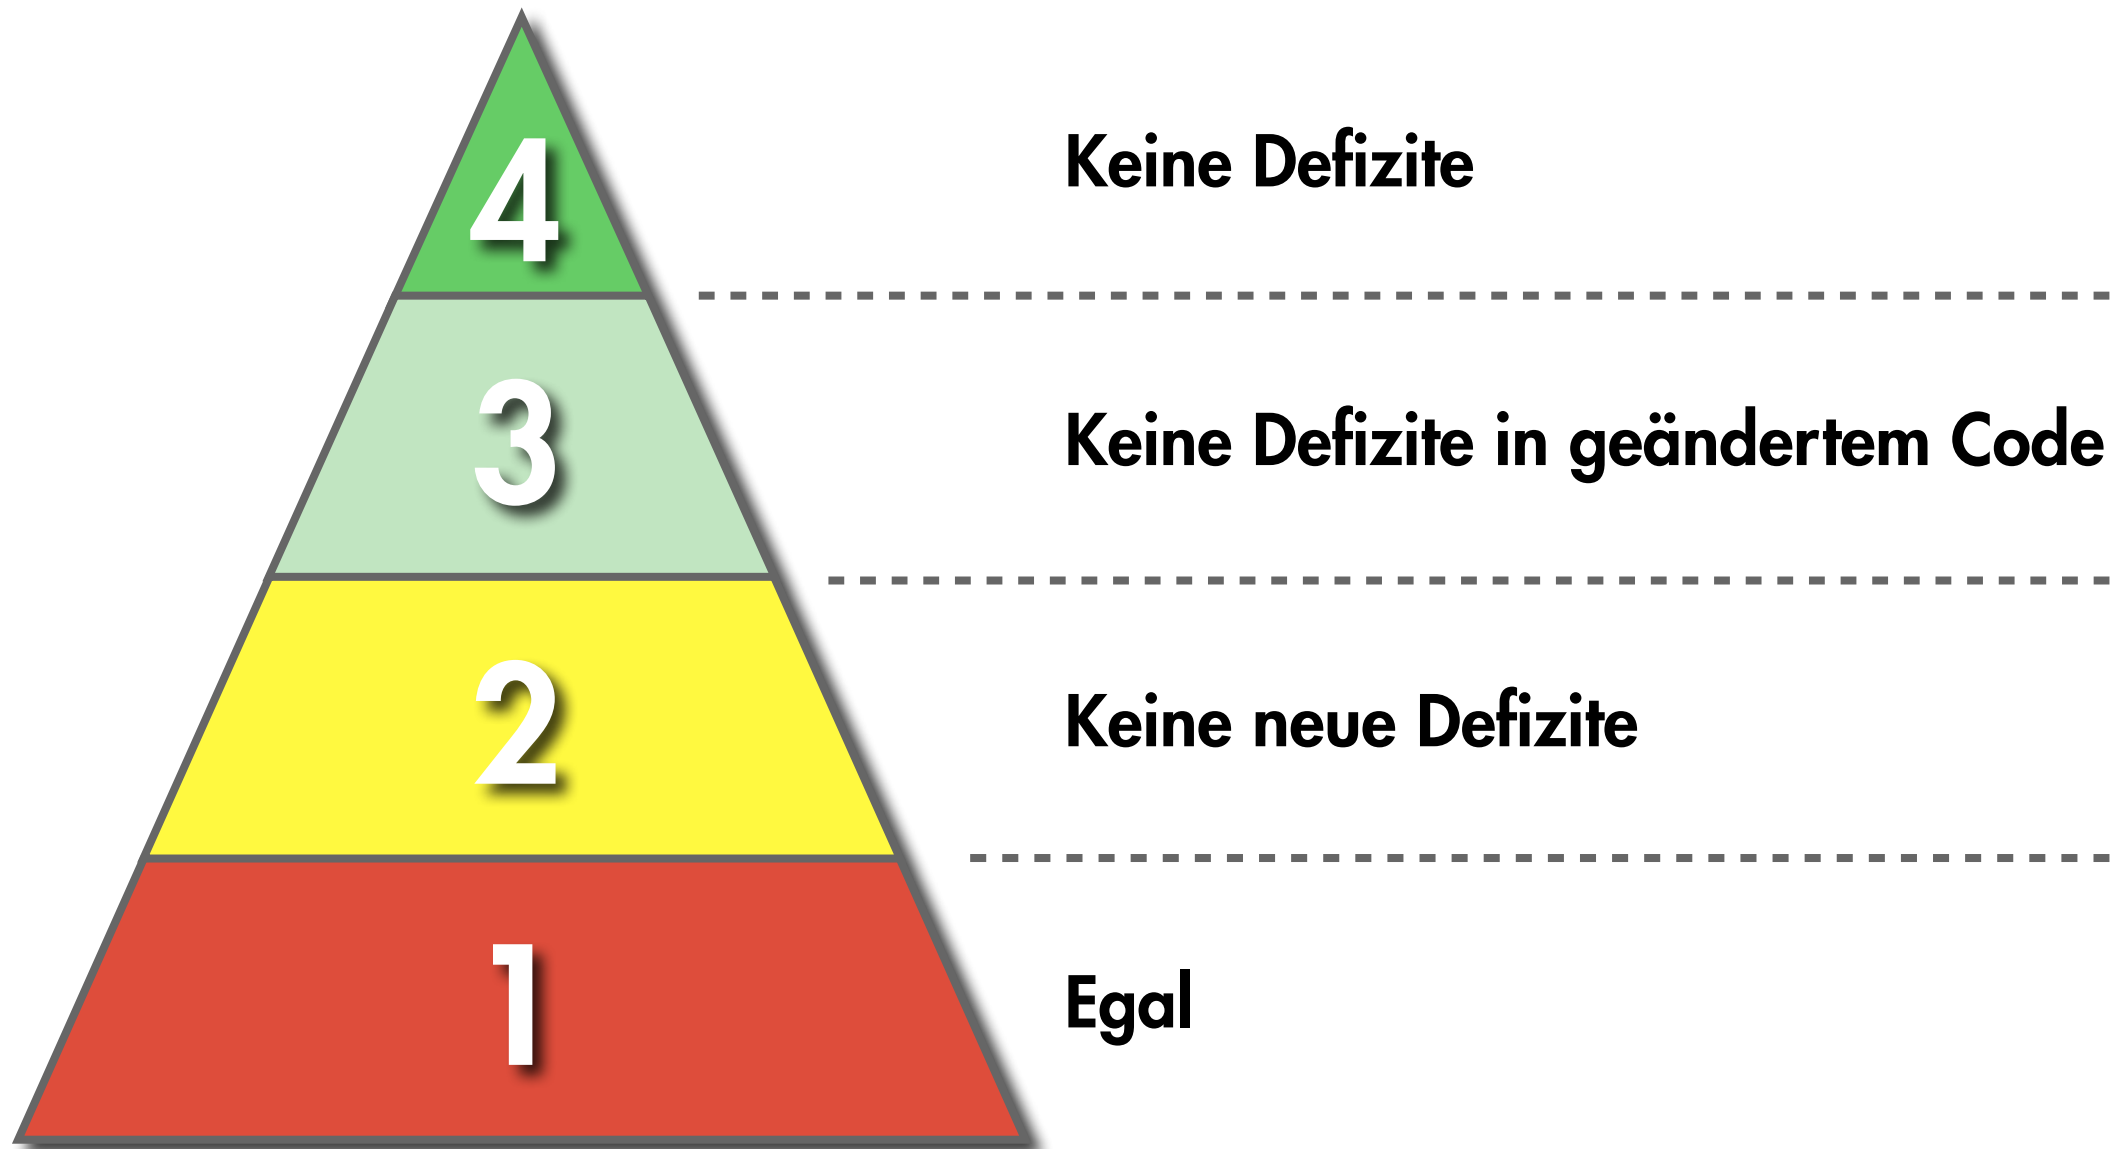 4
Keine Defizite
3
Keine Defizite in geändertem Code
2
Keine neue Defizite
1
Egal